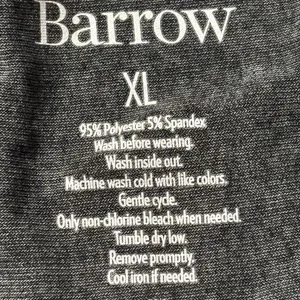 Barrow
XL
95% Polyester 5% Spandex
Wash before wearing.
Wash inside out.
Machine wash cold with like colors.
Gentle cycle.
Only non-chlorine bleach when needed.
Tumble dry low.
Remove promptly.
Cool iron if needed.